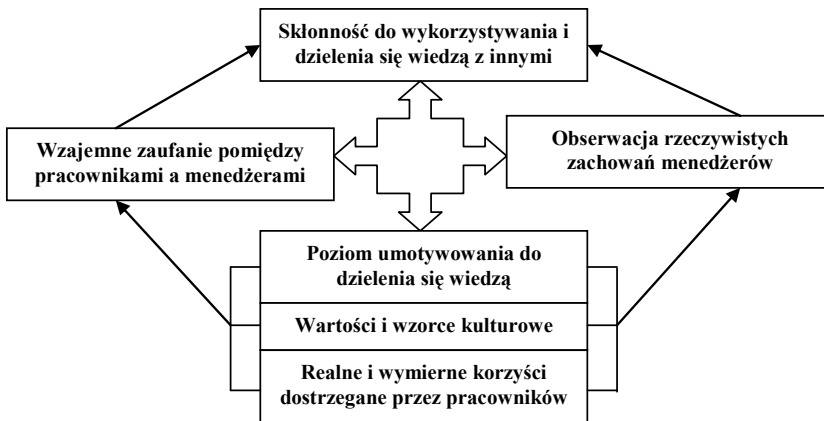 Skłonność do wykorzystywania i
dzielenia się wiedzą z innymi
Wzajemne zaufanie pomiędzy
pracownikami a menedżerami
Obserwacja rzeczywistych
zachowań menedżerów
Poziom umotywowania do
dzielenia się wiedzą
Wartości i wzorce kulturowe
Realne i wymierne korzyści
dostrzegane przez pracowników